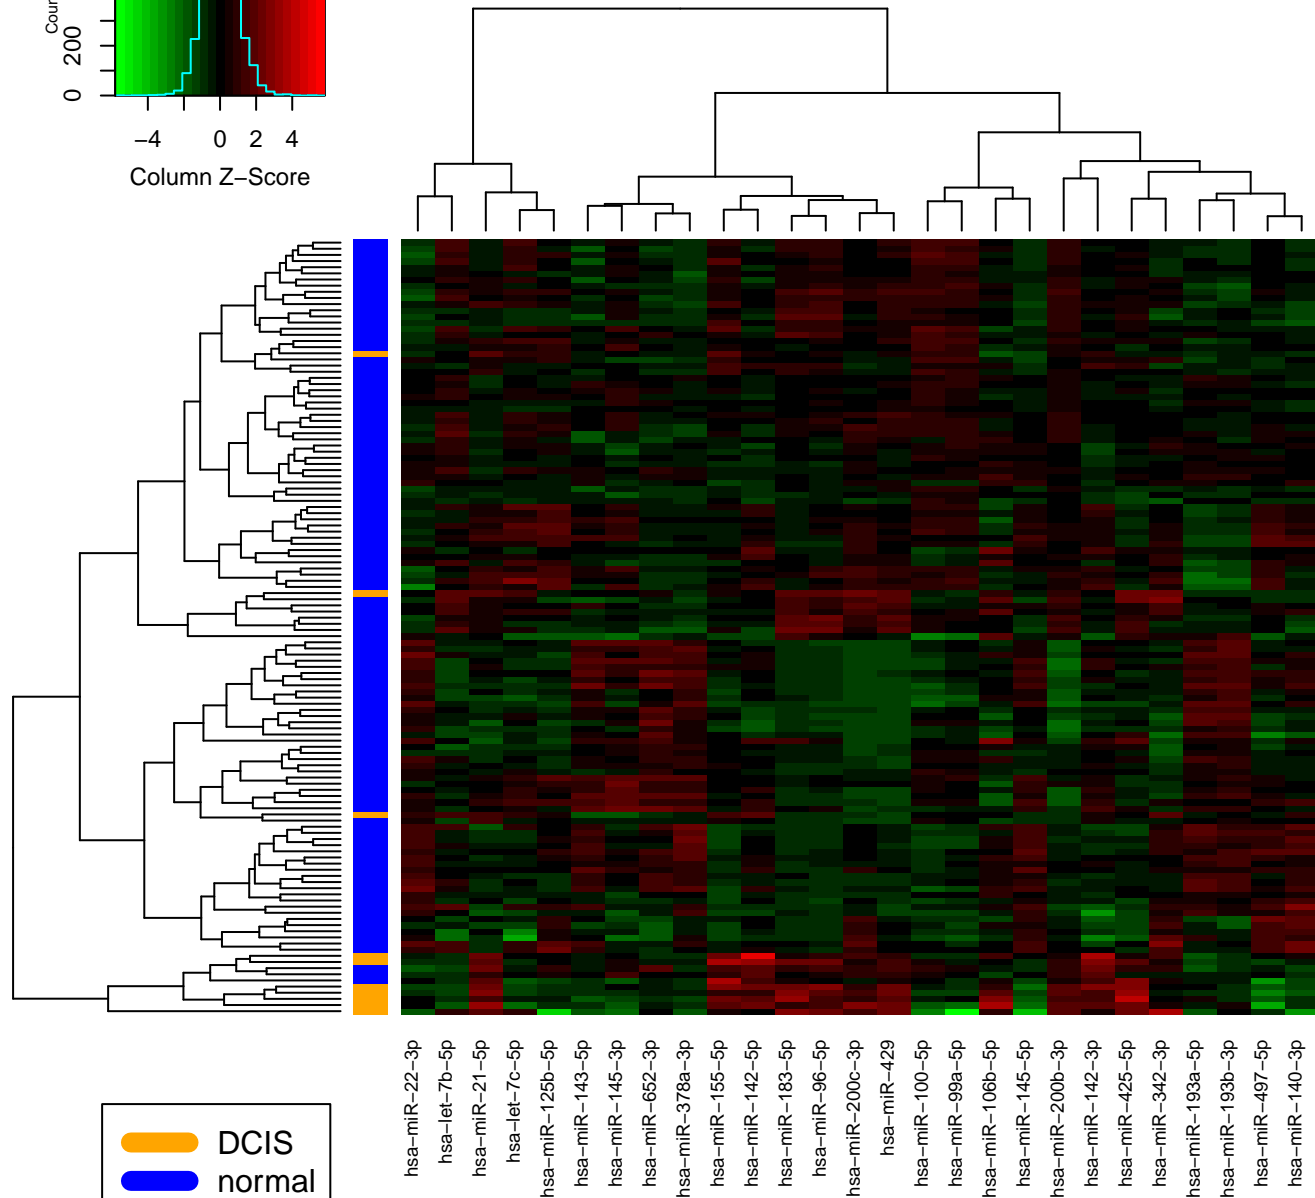 Coun
200
0
−4 0 2 4
Column Z−Score
hsa−miR−22−3p
hsa−let−7b−5p
hsa−miR−21−5p
hsa−let−7c−5p
hsa−miR−125b−5p
hsa−miR−143−5p
hsa−miR−145−3p
hsa−miR−652−3p
hsa−miR−378a−3p
hsa−miR−155−5p
hsa−miR−142−5p
hsa−miR−183−5p
hsa−miR−96−5p
hsa−miR−200c−3p
hsa−miR−429
hsa−miR−100−5p
hsa−miR−99a−5p
hsa−miR−106b−5p
hsa−miR−145−5p
hsa−miR−200b−3p
hsa−miR−142−3p
hsa−miR−425−5p
hsa−miR−342−3p
hsa−miR−193a−5p
hsa−miR−193b−3p
hsa−miR−497−5p
hsa−miR−140−3p
DCIS
normal